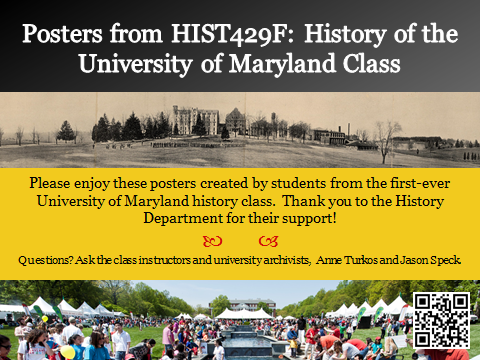 Posters from HIST429F: History of the
University of Maryland Class
Please enjoy these posters created by students from the first-ever
University of Maryland history class. Thank you to the History
Department for their support!
Questions? Ask the class instructors and university archivists, Anne Turkos and Jason Speck.